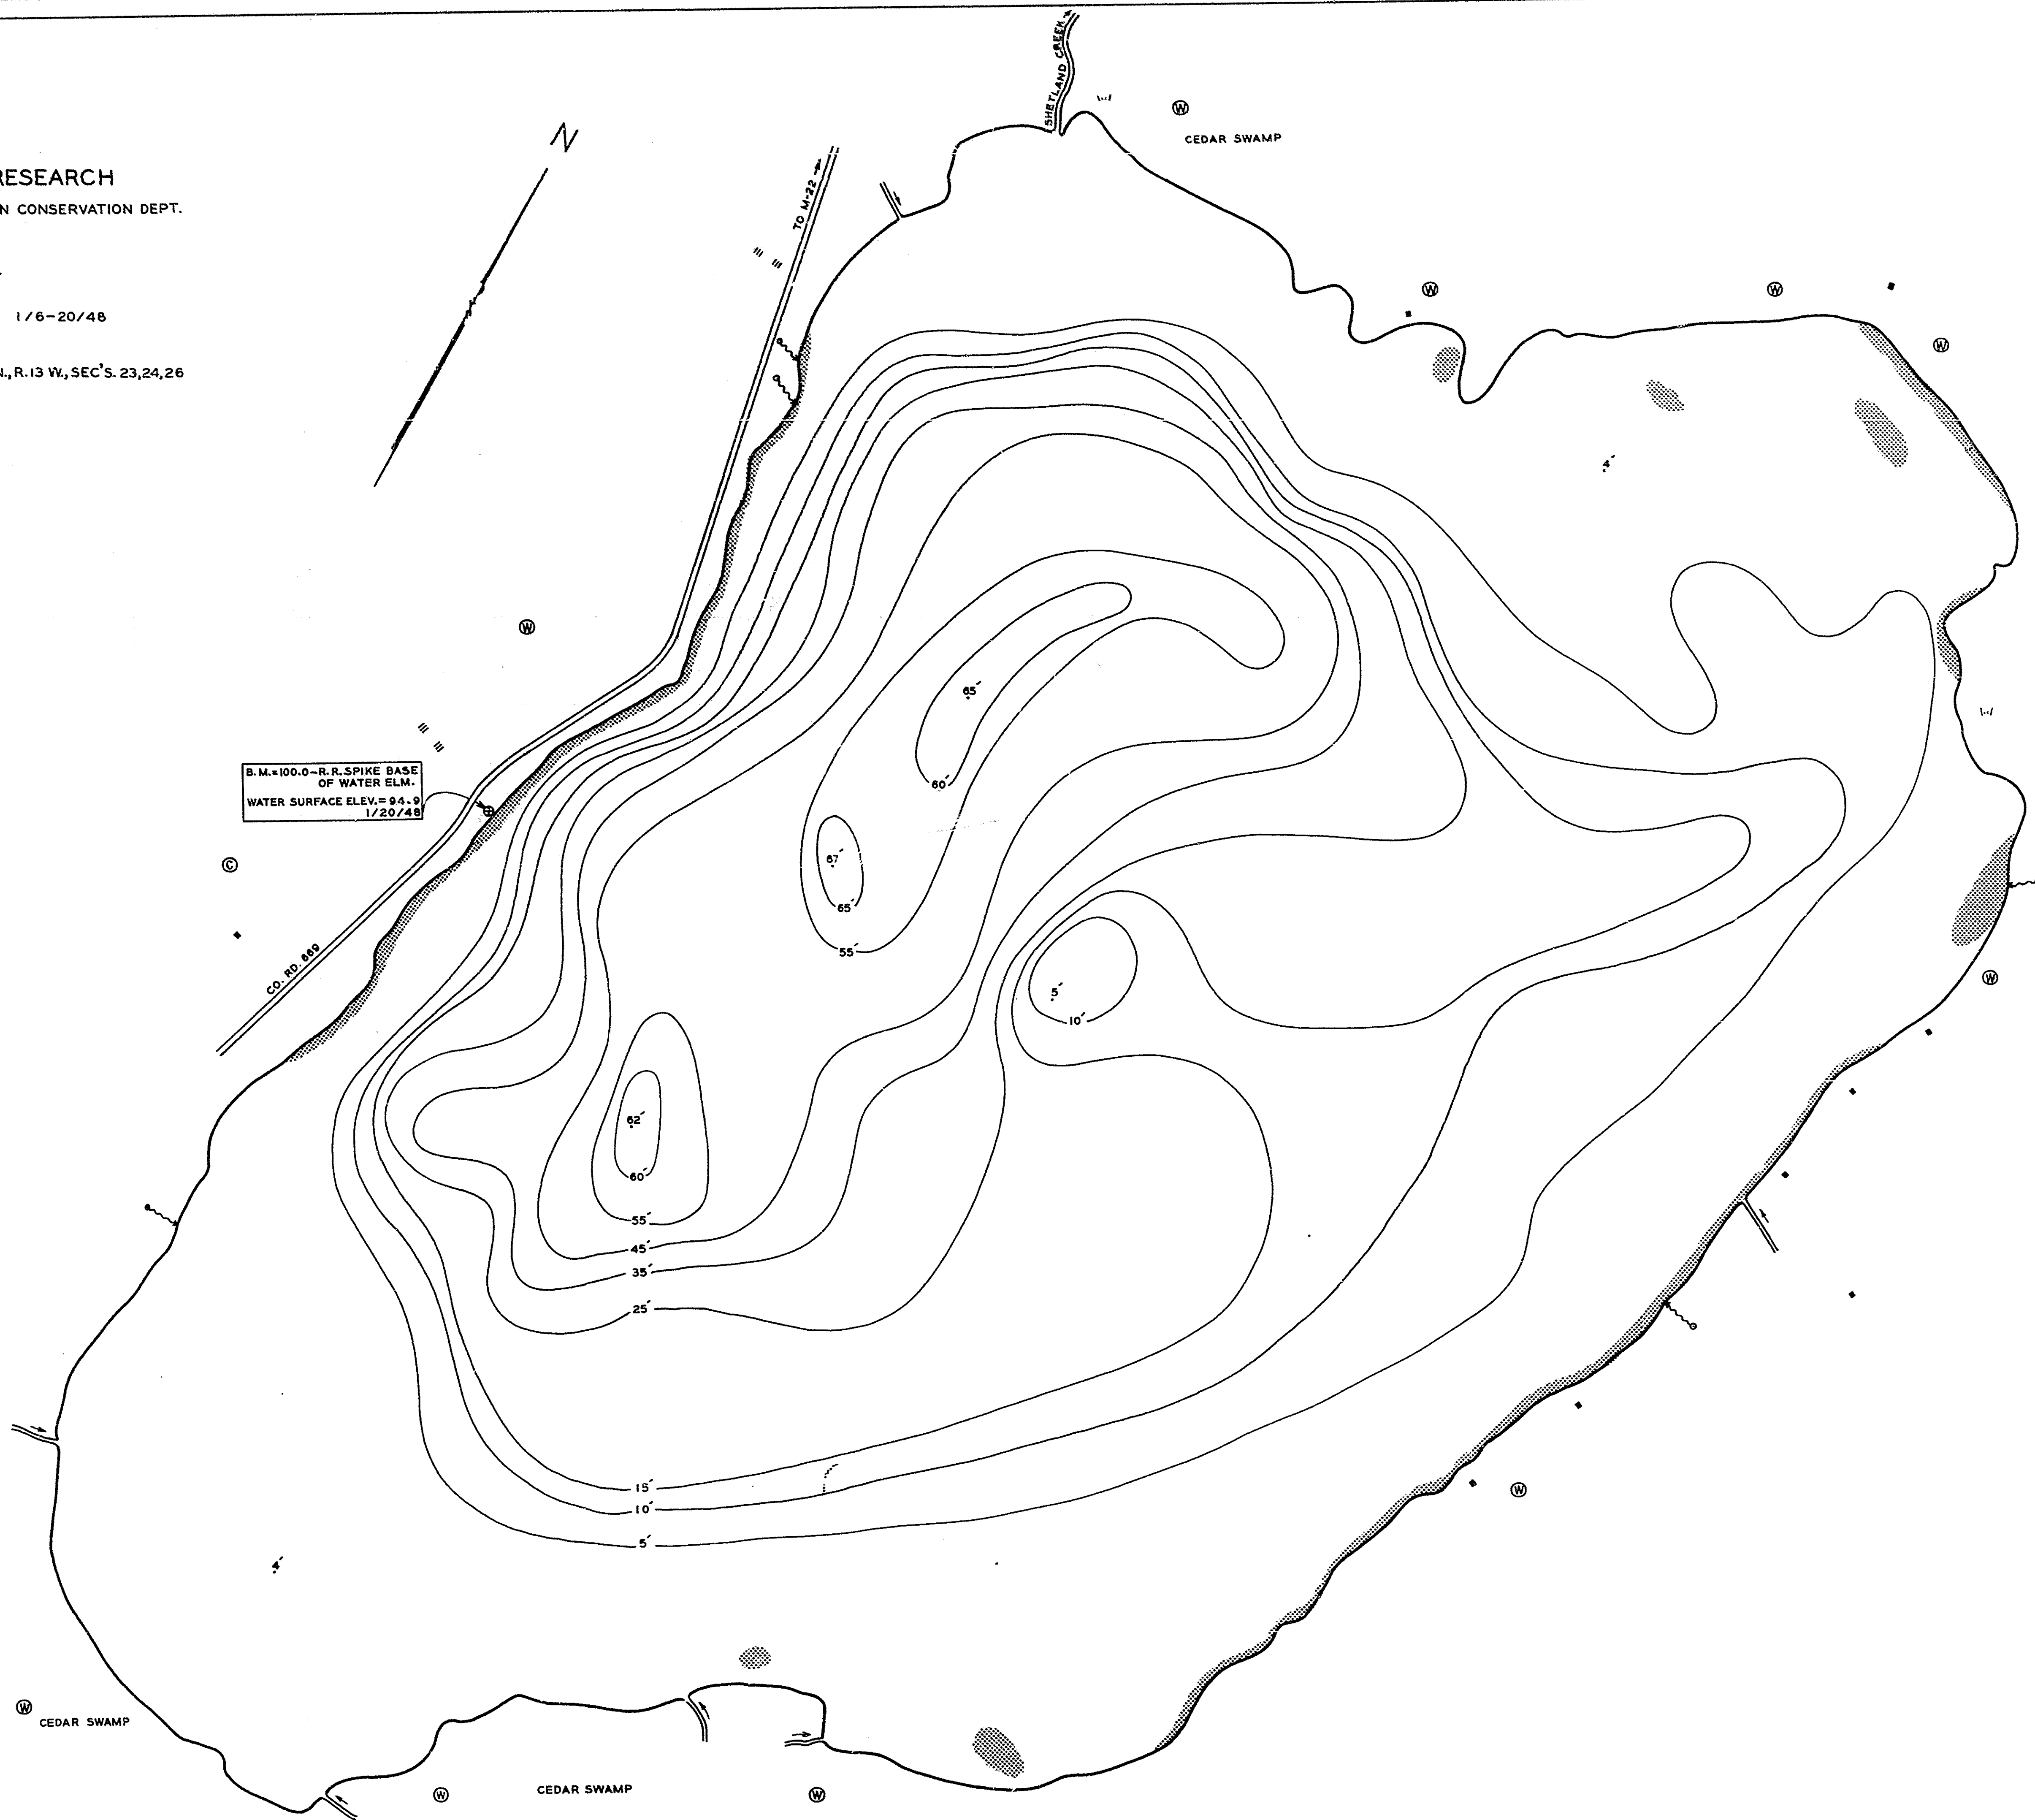 SHETLAND CREEK
W
CEDAR SWAMP
N
RESEARCH
N CONSERVATION DEPT.
1/6-20/48
., R.13 W., SEC'S. 23,24,26
TO M-22
W
W
W
4'
W
65'
60'
B.M.=100.0-R.R.SPIKE BASE
OF WATER ELM.
WATER SURFACE ELEV.=94.9
1/20/48
C
67'
65'
55'
CO. RD. 669
5'
10'
W
62'
60'
55'
45'
35'
25'
15'
10'
5'
W
4'
W
CEDAR SWAMP
W
CEDAR SWAMP
W